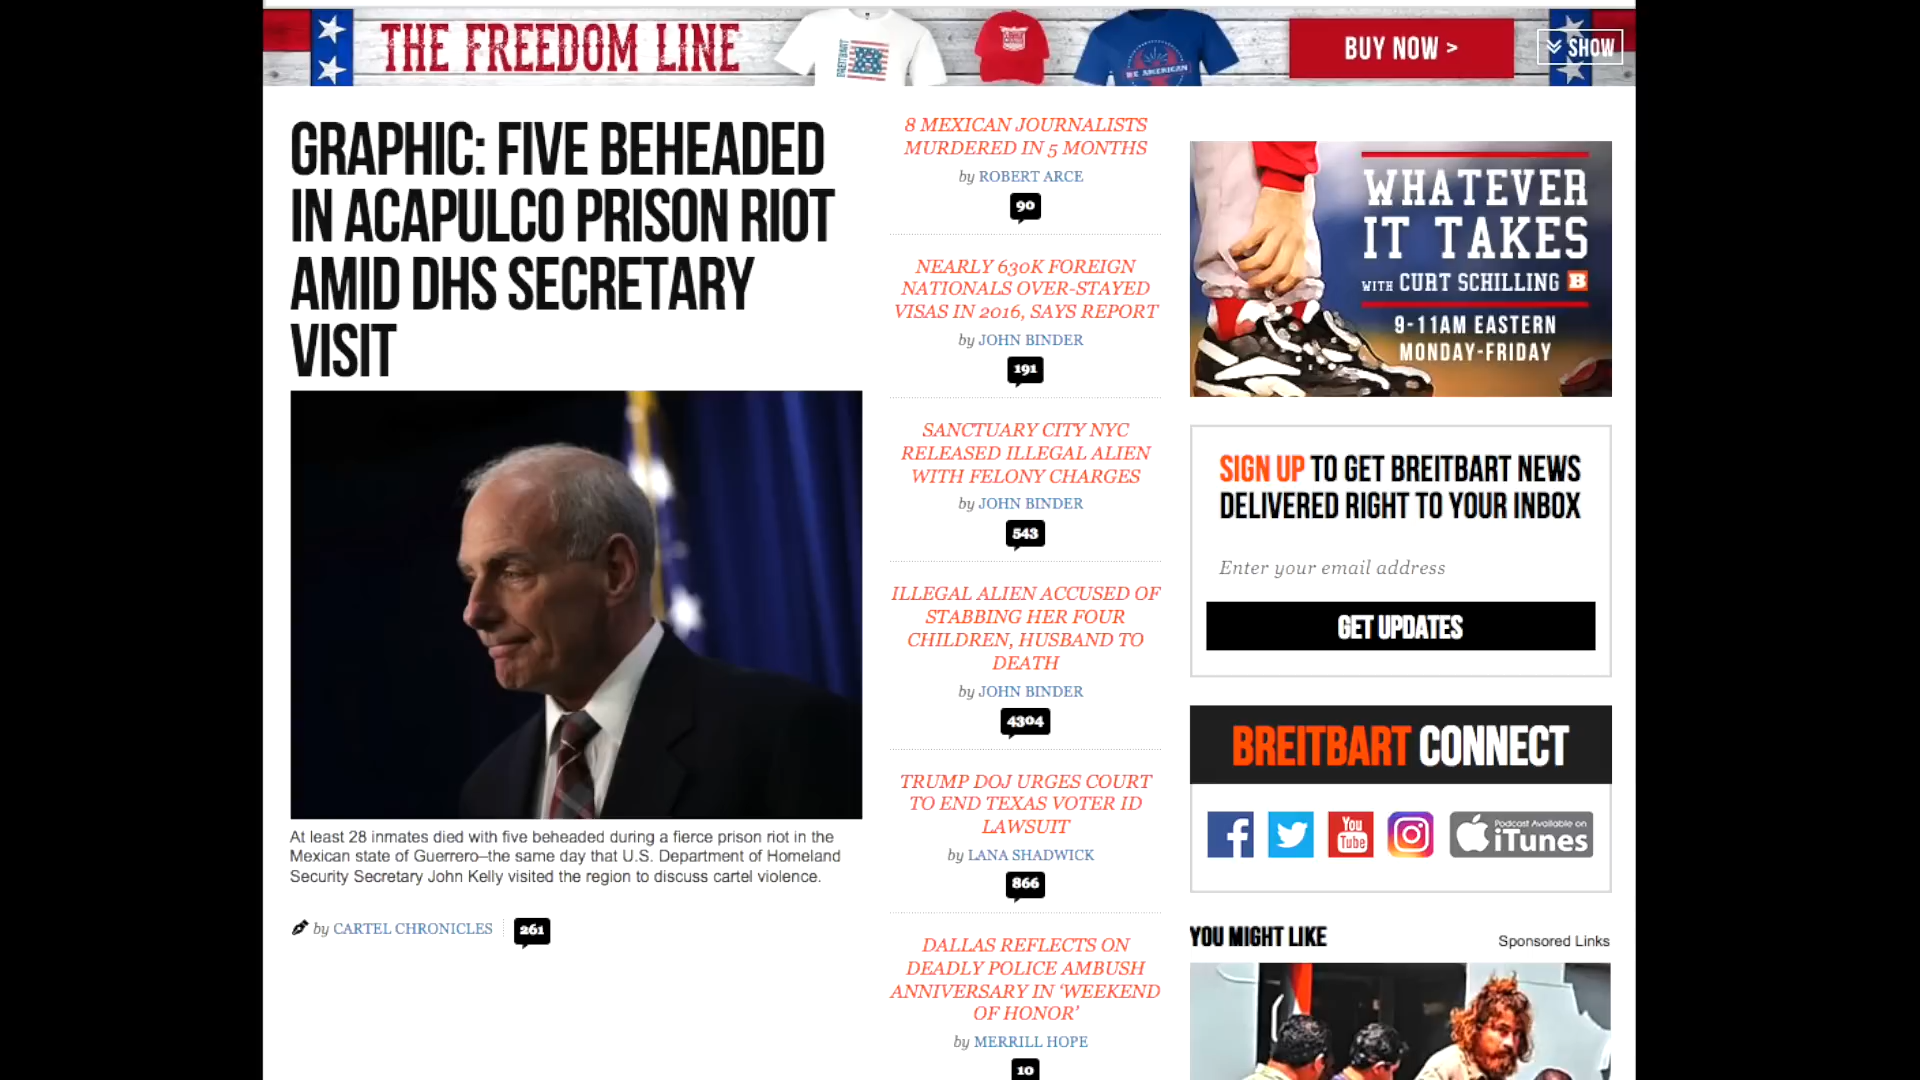 THE FREEDOM LINE
BE AMERICAN
BUY NOW >
SHOW
GRAPHIC: FIVE BEHEADED
IN ACAPULCO PRISON RIOT
AMID DHS SECRETARY
VISIT
At least 28 inmates died with five beheaded during a fierce prison riot in the
Mexican state of Guerrero–the same day that U.S. Department of Homeland
Security Secretary John Kelly visited the region to discuss cartel violence.
by CARTEL CHRONICLES
261
8 MEXICAN JOURNALISTS
MURDERED IN 5 MONTHS
by ROBERT ARCE
90
NEARLY 630K FOREIGN
NATIONALS OVER-STAYED
VISAS IN 2016, SAYS REPORT
by JOHN BINDER
191
SANCTUARY CITY NYC
RELEASED ILLEGAL ALIEN
WITH FELONY CHARGES
by JOHN BINDER
543
ILLEGAL ALIEN ACCUSED OF
STABBING HER FOUR
CHILDREN, HUSBAND TO
DEATH
by JOHN BINDER
4304
TRUMP DOJ URGES COURT
TO END TEXAS VOTER ID
LAWSUIT
by LANA SHADWICK
866
DALLAS REFLECTS ON
DEADLY POLICE AMBUSH
ANNIVERSARY IN ‘WEEKEND
OF HONOR’
by MERRILL HOPE
10
WHATEVER
IT TAKES
WITH CURT SCHILLING B
9-11AM EASTERN
MONDAY-FRIDAY
SIGN UP TO GET BREITBART NEWS
DELIVERED RIGHT TO YOUR INBOX
Enter your email address
GET UPDATES
BREITBART CONNECT
You
Tube
Podcast Available on
iTunes
YOU MIGHT LIKE
Sponsored Links